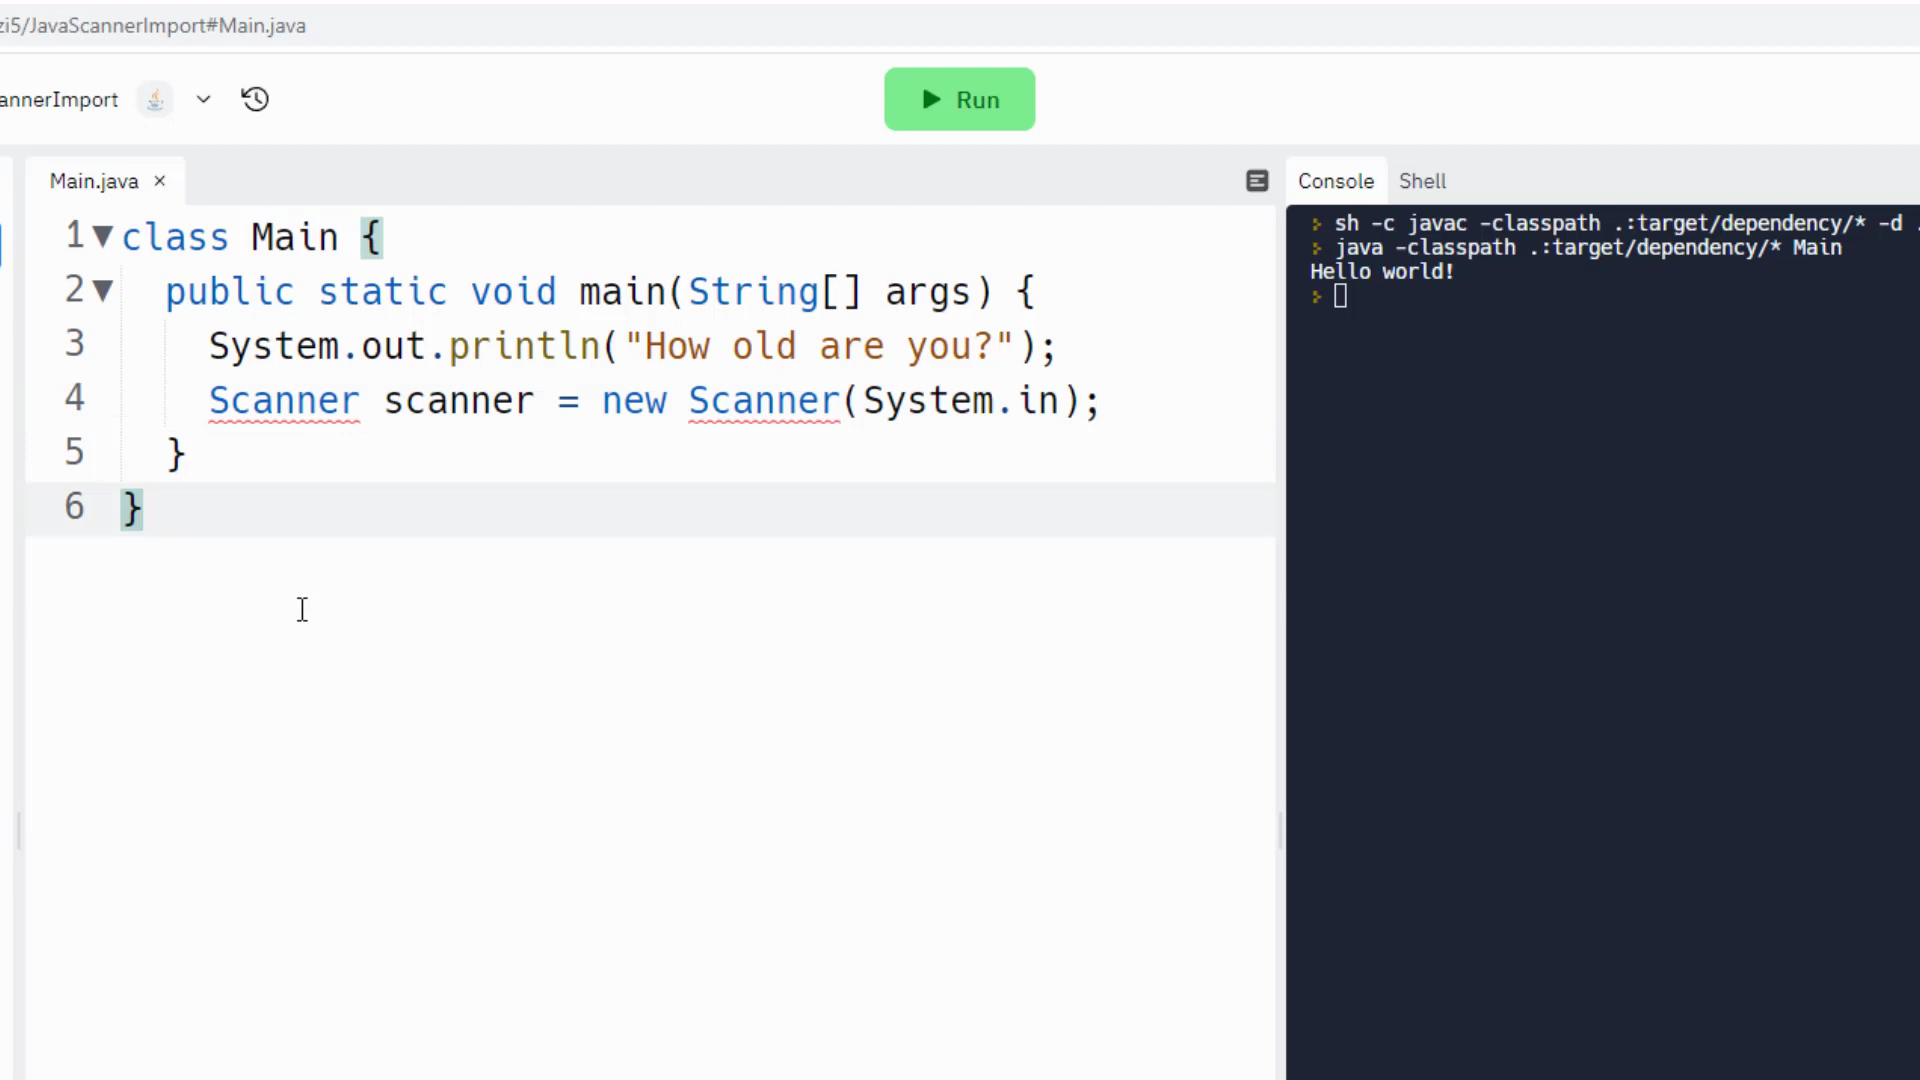 zi5/JavaScannerImport#Main.java
annerImport
Run
Main.java ×
Console Shell
1 class Main {
2 public static void main(String[] args) {
3 System.out.println("How old are you?");
4 Scanner scanner = new Scanner(System.in);
5 }
6 }
sh -c javac -classpath .:target/dependency/* -d .
java -classpath .:target/dependency/* Main
Hello world!